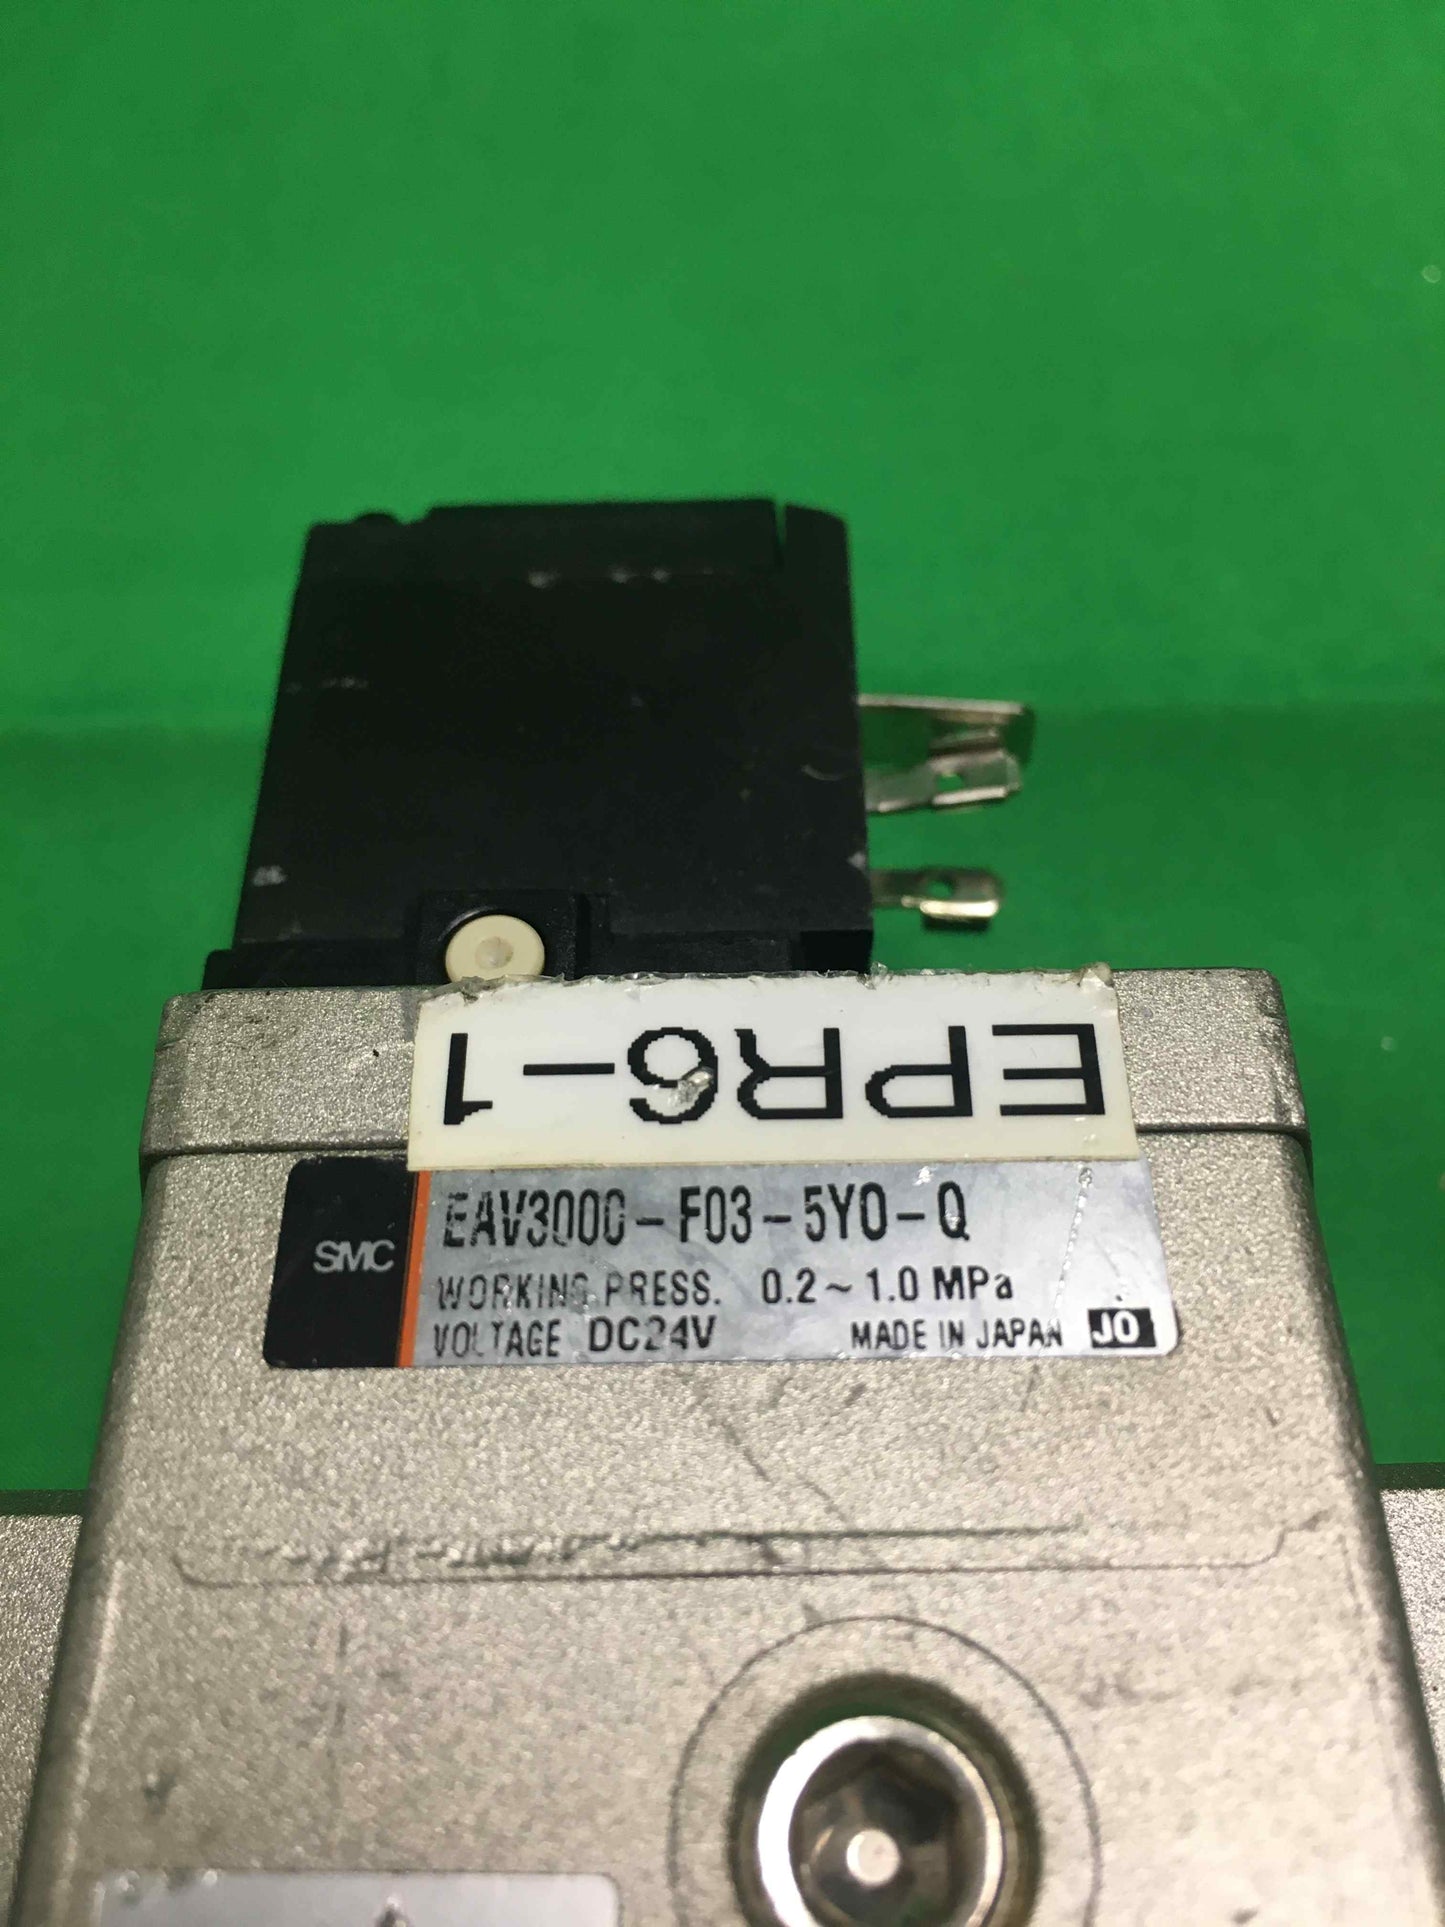 EPR6-1
SMC
EAV3000-F03-5YO-Q
WORKING PRESS. 0.2~1.0 MPa
VOLTAGE DC24V MADE IN JAPAN JO